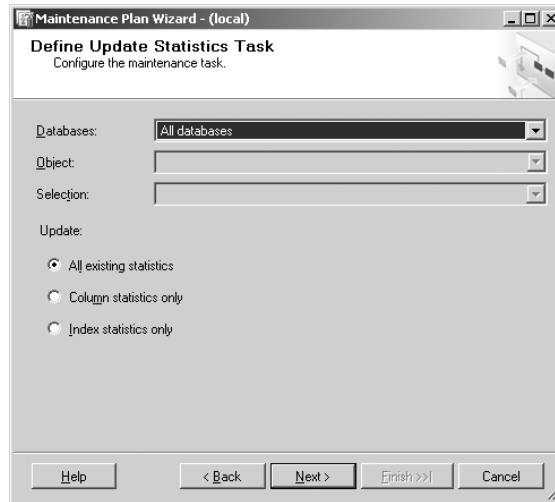 Maintenance Plan Wizard - (local)
Define Update Statistics Task
Configure the maintenance task.
Databases: All databases
Object:
Selection:
Update:
All existing statistics
Column statistics only
Index statistics only
Help < Back Next > Finish >>| Cancel